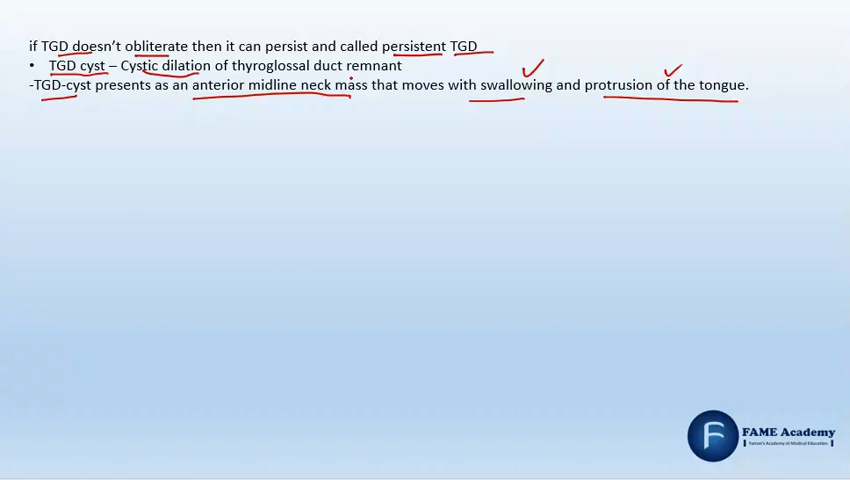 if TGD doesn't obliterate then it can persist and called persistent TGD
• TGD cyst – Cystic dilation of thyroglossal duct remnant
-TGD-cyst presents as an anterior midline neck mass that moves with swallowing and protrusion of the tongue.
FAME Academy